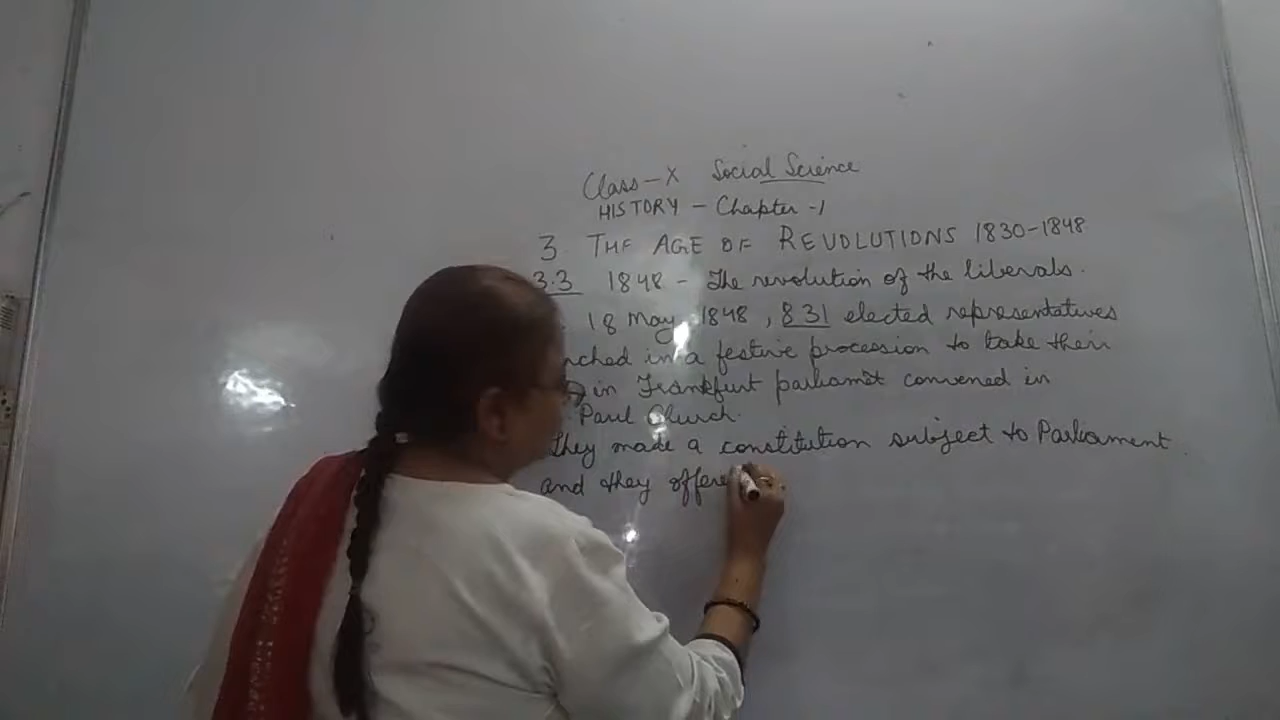 Class-X Social Science
HISTORY - Chapter -1
3. THE AGE OF REVOLUTIONS 1830-1848
3.3 1848 - The revolution of the liberals.
18 May 1848, 831 elected representatives
ched in a festive procession to take their
in Frankfurt parliamet convened in
Paul Church.
They made a constitution subject to Parliament
and they offere